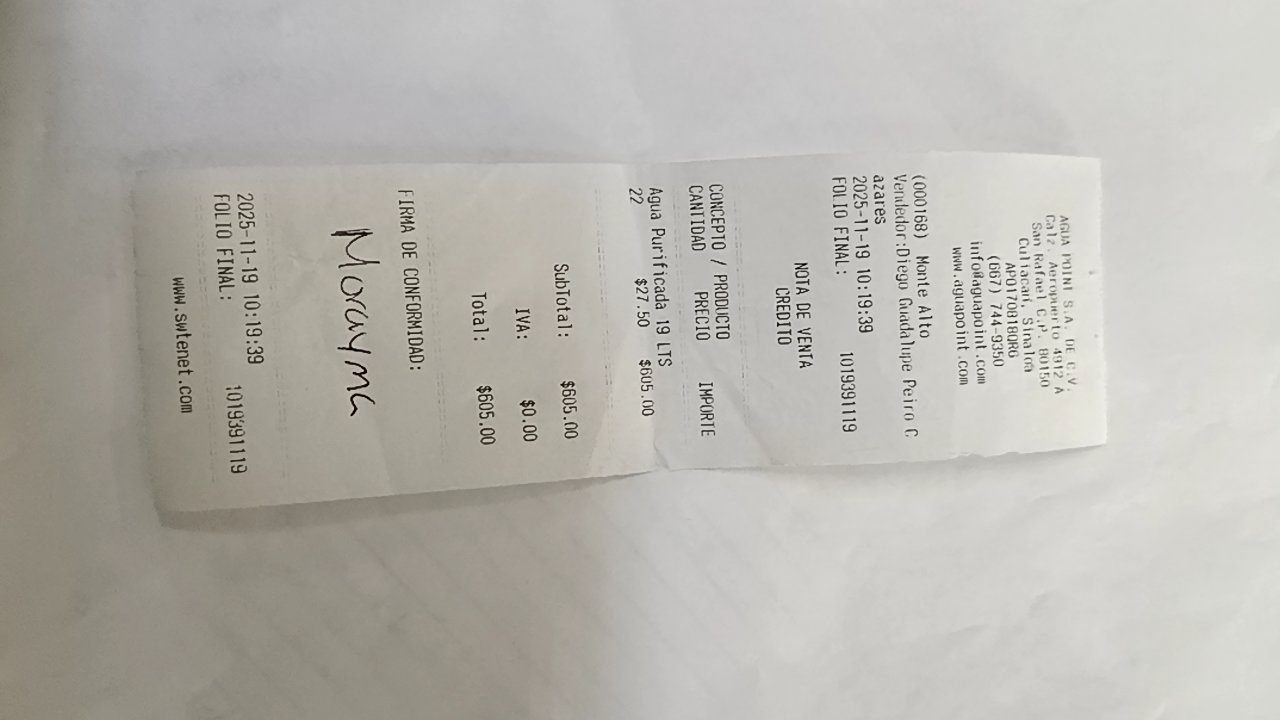 AGUA POINT S.A. DE C.V.
Calz. Aeropuerto 4912 A
San Rafael C.P. 80150
Culiacan, Sinaloa
APO170818QR6
(667) 744-9350
info@aguapoint.com
www.aguapoint.com
(000168) Monte Alto
Vendedor:Diego Guadalupe Peiro C
azares
2025-11-19 10:19:39
FOLIO FINAL: 1019391119
NOTA DE VENTA
CREDITO
CONCEPTO / PRODUCTO
CANTIDAD PRECIO IMPORTE
Agua Purificada 19 LTS
22 $27.50 $605.00
SubTotal: $605.00
IVA: $0.00
Total: $605.00
FIRMA DE CONFORMIDAD:
Morayma
2025-11-19 10:19:39
FOLIO FINAL: 1019391119
www.swtenet.com